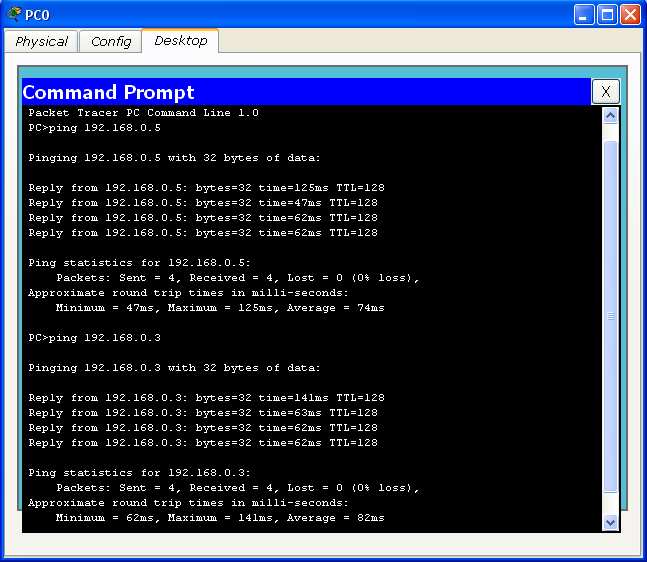 PC0
Physical Config Desktop
Command Prompt X
Packet Tracer PC Command Line 1.0
PC>ping 192.168.0.5
Pinging 192.168.0.5 with 32 bytes of data:
Reply from 192.168.0.5: bytes=32 time=125ms TTL=128
Reply from 192.168.0.5: bytes=32 time=47ms TTL=128
Reply from 192.168.0.5: bytes=32 time=62ms TTL=128
Reply from 192.168.0.5: bytes=32 time=62ms TTL=128
Ping statistics for 192.168.0.5:
Packets: Sent = 4, Received = 4, Lost = 0 (0% loss),
Approximate round trip times in milli-seconds:
Minimum = 47ms, Maximum = 125ms, Average = 74ms
PC>ping 192.168.0.3
Pinging 192.168.0.3 with 32 bytes of data:
Reply from 192.168.0.3: bytes=32 time=141ms TTL=128
Reply from 192.168.0.3: bytes=32 time=63ms TTL=128
Reply from 192.168.0.3: bytes=32 time=62ms TTL=128
Reply from 192.168.0.3: bytes=32 time=62ms TTL=128
Ping statistics for 192.168.0.3:
Packets: Sent = 4, Received = 4, Lost = 0 (0% loss),
Approximate round trip times in milli-seconds:
Minimum = 62ms, Maximum = 141ms, Average = 82ms